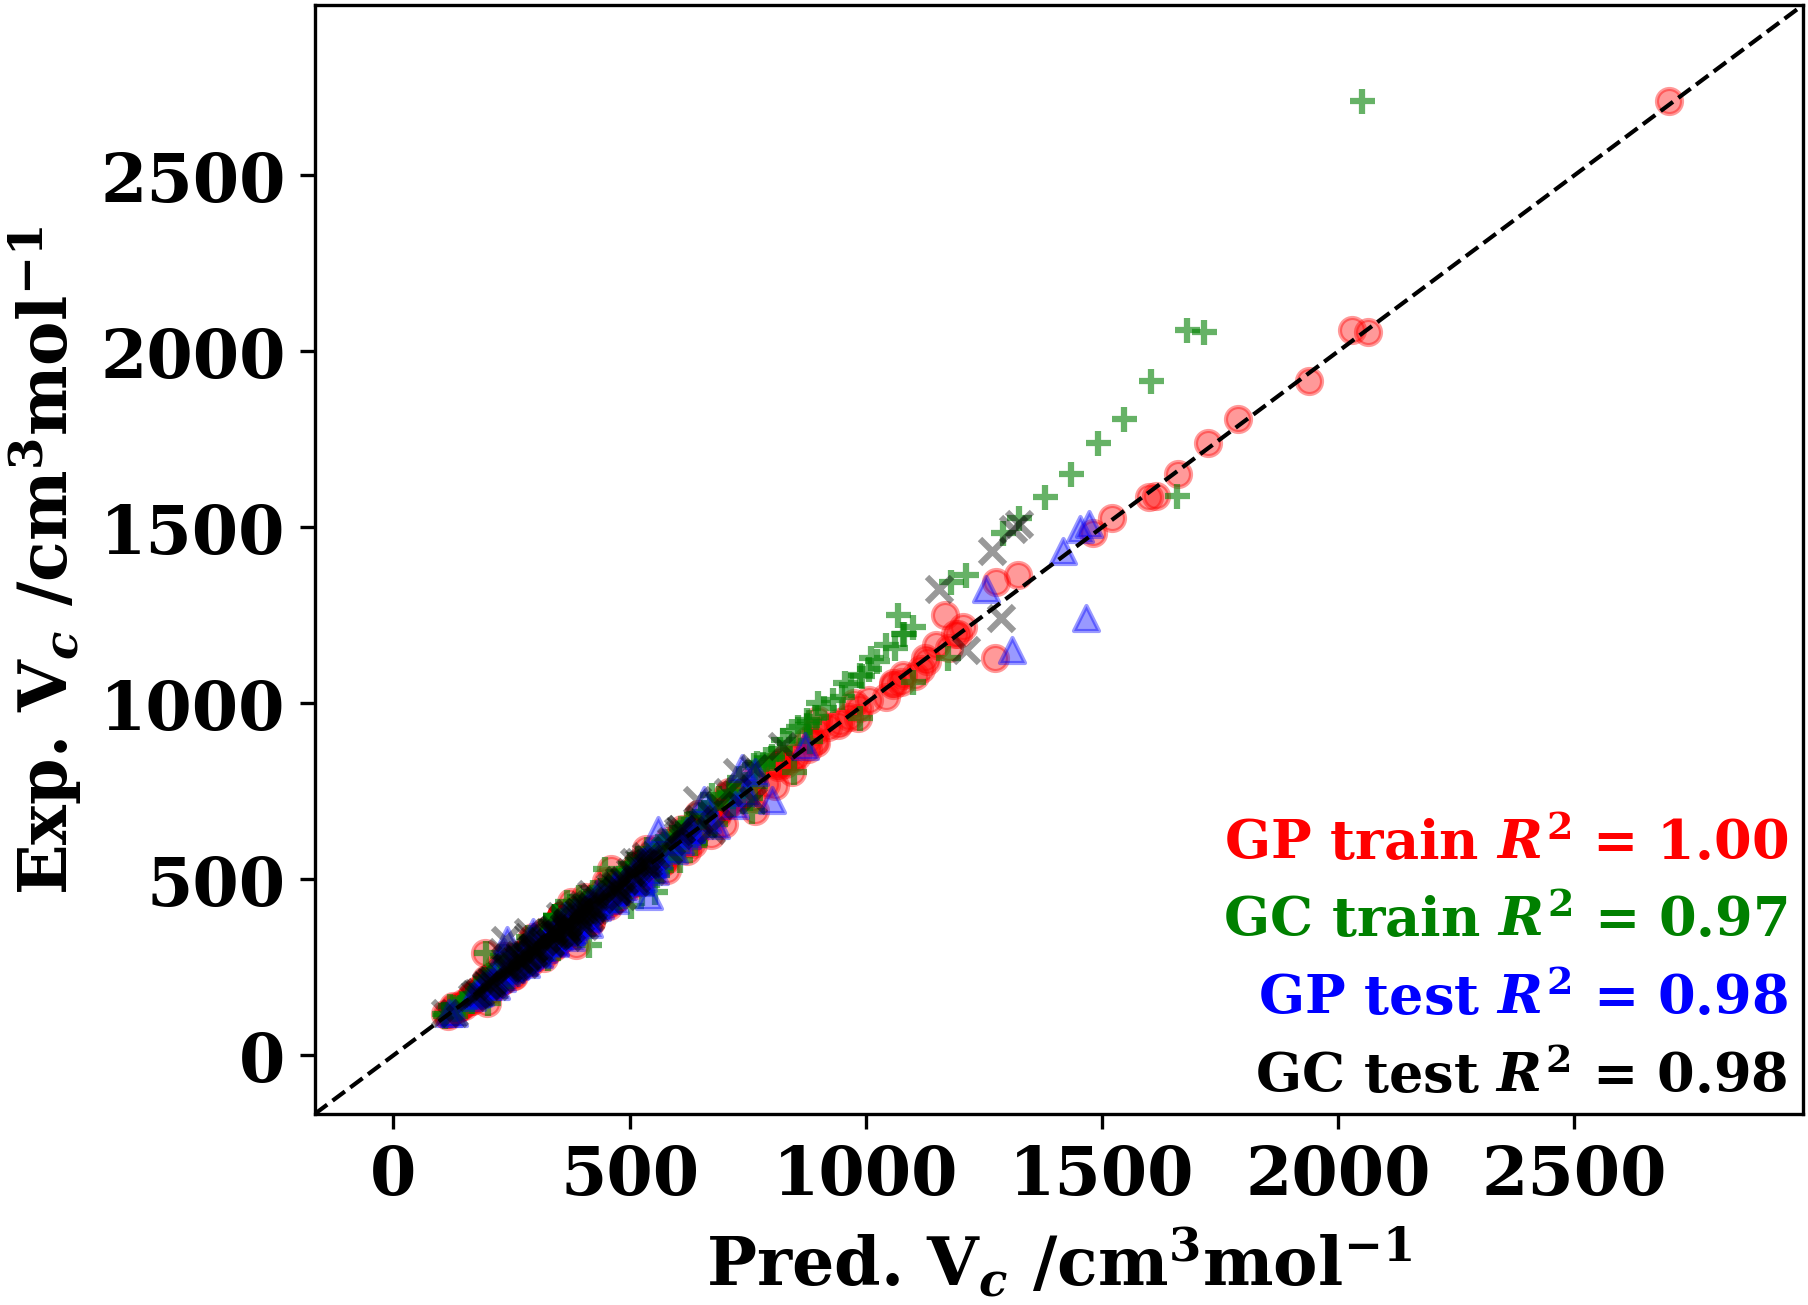 2500
2000
1500
1000
500
0
Exp. V_c /cm³mol⁻¹
GP train R² = 1.00
GC train R² = 0.97
GP test R² = 0.98
GC test R² = 0.98
0 500 1000 1500 2000 2500
Pred. V_c /cm³mol⁻¹